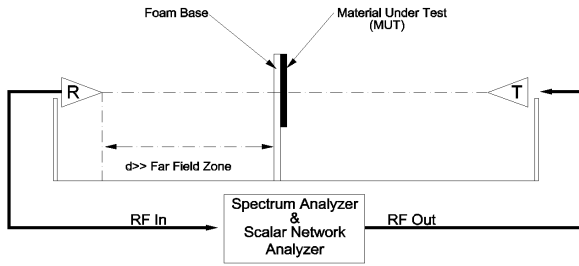 Foam Base
Material Under Test
(MUT)
R
T
d>> Far Field Zone
RF In
Spectrum Analyzer
&
Scalar Network
Analyzer
RF Out